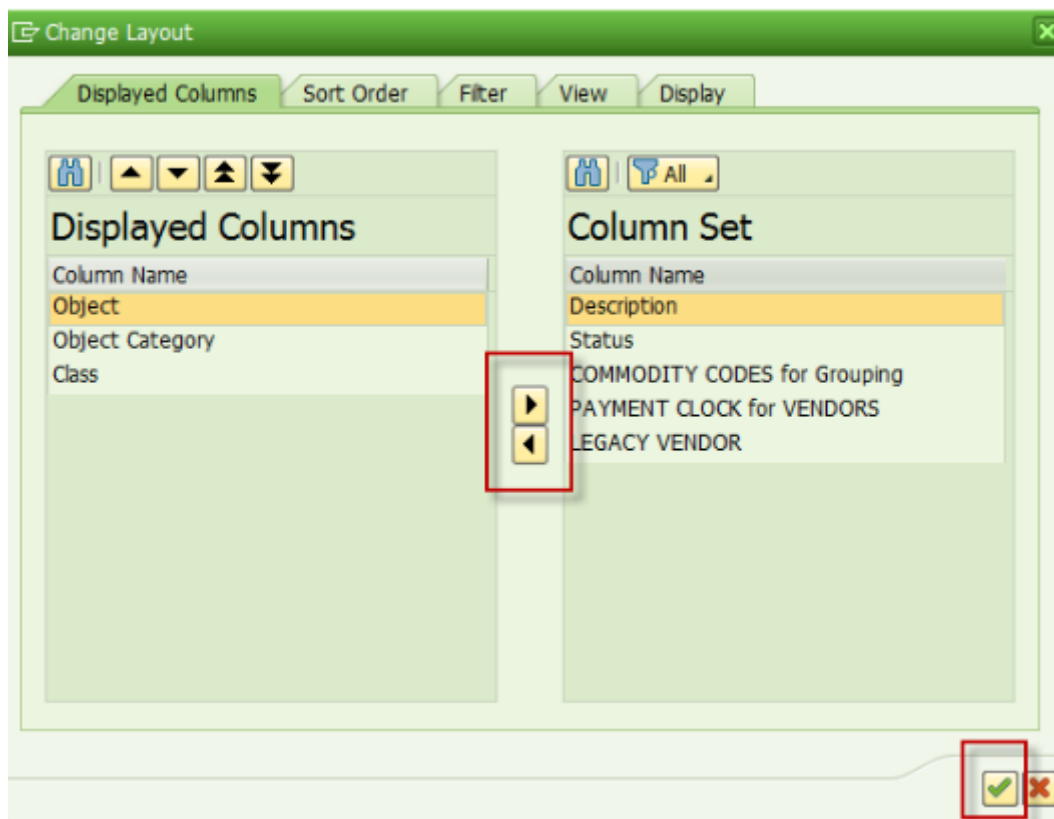 Change Layout
Displayed Columns Sort Order Filter View Display
All
Displayed Columns
Column Name
Object
Object Category
Class
Column Set
Column Name
Description
Status
COMMODITY CODES for Grouping
PAYMENT CLOCK for VENDORS
LEGACY VENDOR